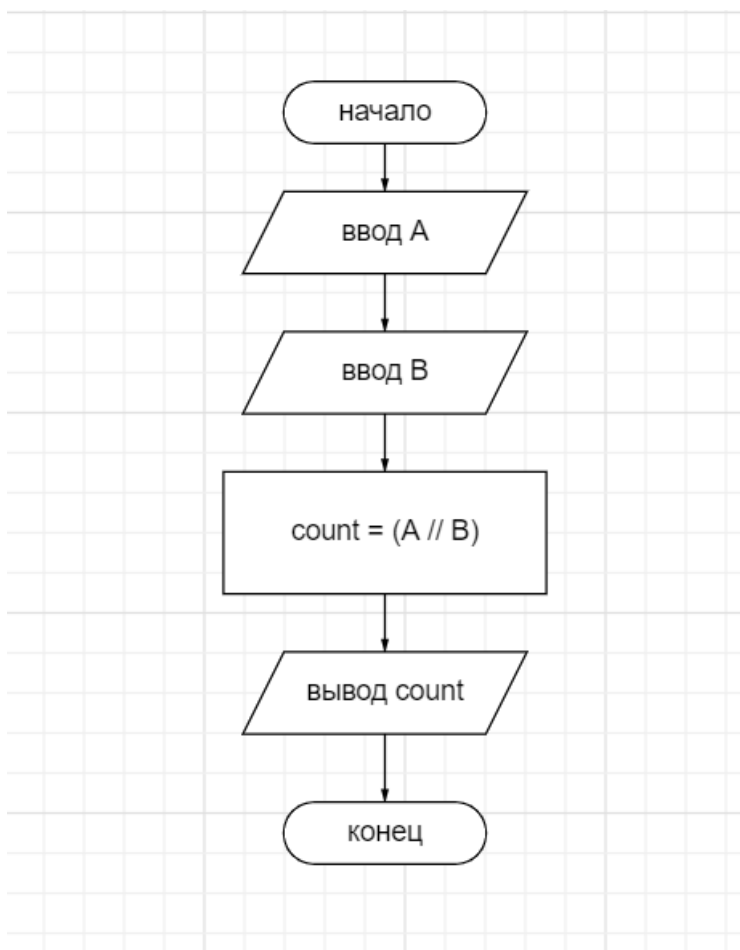 начало
ввод A
ввод B
count = (A // B)
вывод count
конец